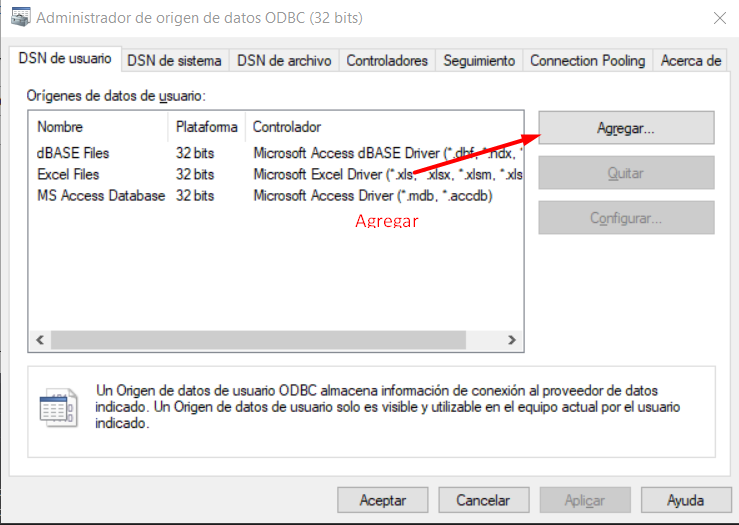 Administrador de origen de datos ODBC (32 bits)
DSN de usuario DSN de sistema DSN de archivo Controladores Seguimiento Connection Pooling Acerca de
Orígenes de datos de usuario:
Nombre Plataforma Controlador
dBASE Files 32 bits Microsoft Access dBASE Driver (*.dbf, *.ndx, *
Excel Files 32 bits Microsoft Excel Driver (*.xls, *.xlsx, *.xlsm, *.xls
MS Access Database 32 bits Microsoft Access Driver (*.mdb, *.accdb)
Agregar
Agregar...
Quitar
Configurar...
Un Origen de datos de usuario ODBC almacena información de conexión al proveedor de datos
indicado. Un Origen de datos de usuario solo es visible y utilizable en el equipo actual por el usuario
indicado.
Aceptar Cancelar Aplicar Ayuda